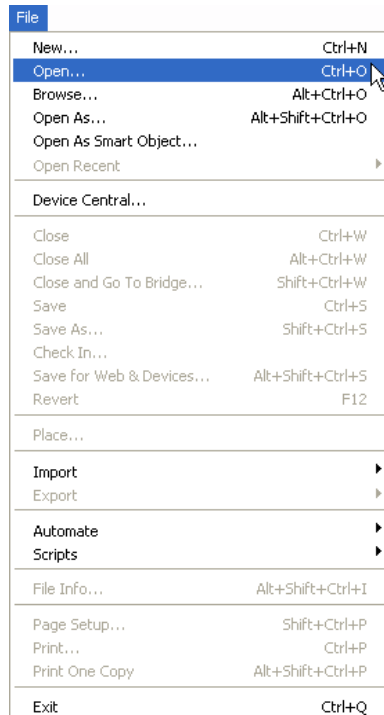 File
New... Ctrl+N
Open... Ctrl+O
Browse... Alt+Ctrl+O
Open As... Alt+Shift+Ctrl+O
Open As Smart Object...
Open Recent
Device Central...
Close Ctrl+W
Close All Alt+Ctrl+W
Close and Go To Bridge... Shift+Ctrl+W
Save Ctrl+S
Save As... Shift+Ctrl+S
Check In...
Save for Web & Devices... Alt+Shift+Ctrl+S
Revert F12
Place...
Import
Export
Automate
Scripts
File Info... Alt+Shift+Ctrl+I
Page Setup... Shift+Ctrl+P
Print... Ctrl+P
Print One Copy Alt+Shift+Ctrl+P
Exit Ctrl+Q